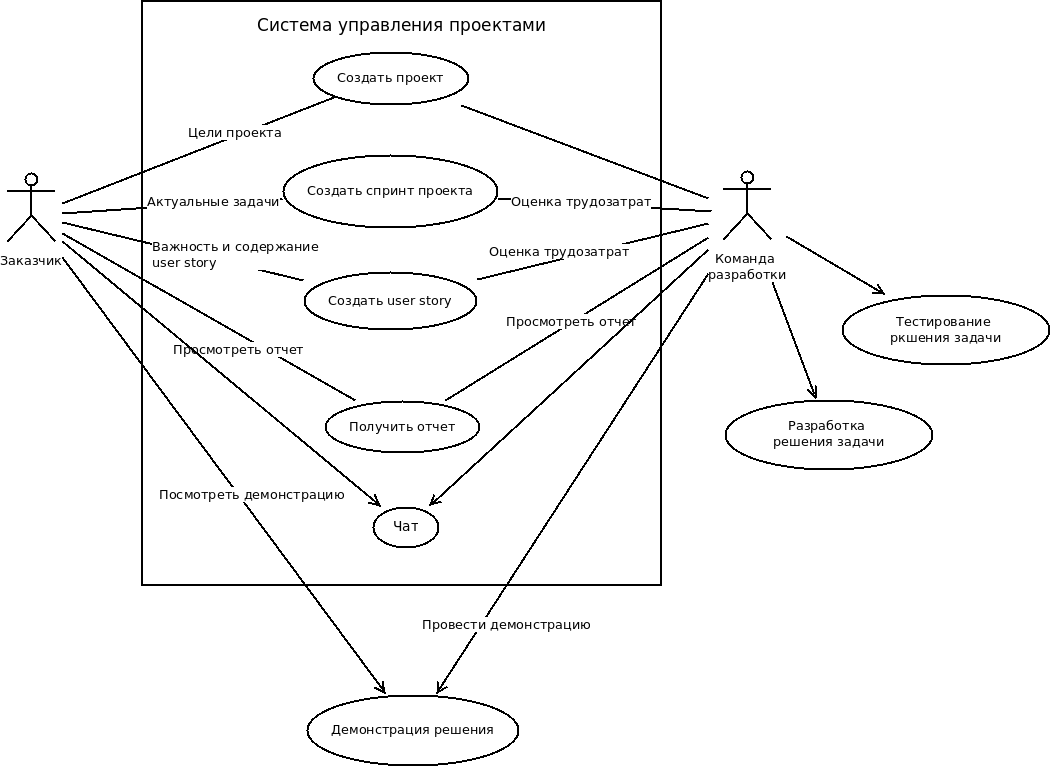 Система управления проектами
Создать проект
Цели проекта
Создать спринт проекта
Актуальные задачи
Оценка трудозатрат
Важность и содержание
user story
Оценка трудозатрат
Заказчик
Команда
разработки
Создать user story
Тестирование
ркшения задачи
Просмотреть отчет
Просмотреть отчет
Получить отчет
Разработка
решения задачи
Посмотреть демонстрацию
Чат
Провести демонстрацию
Демонстрация решения